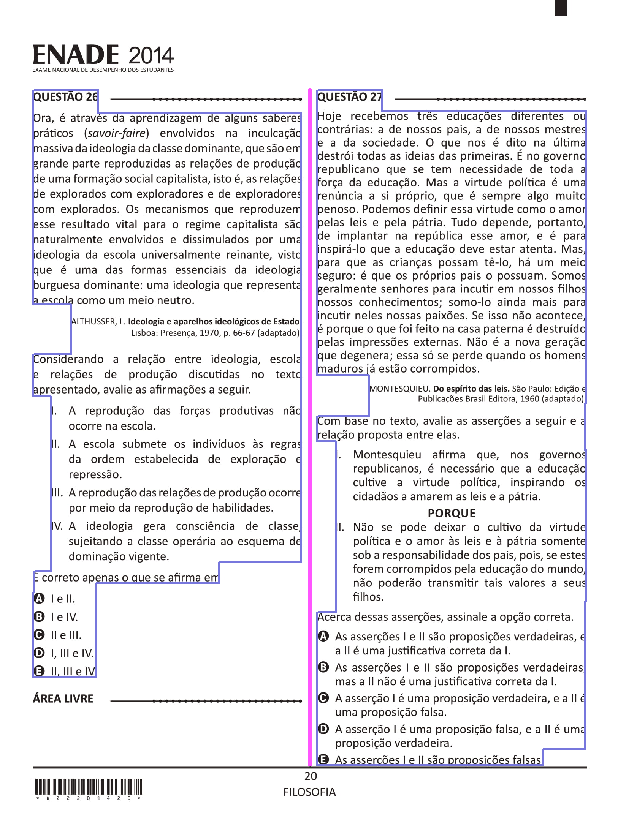 ENADE 2014
EXAME NACIONAL DE DESEMPENHO DOS ESTUDANTES
QUESTÃO 26
Ora, é através da aprendizagem de alguns saberes
práticos (savoir-faire) envolvidos na inculcação
massiva da ideologia da classe dominante, que são em
grande parte reproduzidas as relações de produção
de uma formação social capitalista, isto é, as relações
de explorados com exploradores e de exploradores
com explorados. Os mecanismos que reproduzem
esse resultado vital para o regime capitalista são
naturalmente envolvidos e dissimulados por uma
ideologia da escola universalmente reinante, visto
que é uma das formas essenciais da ideologia
burguesa dominante: uma ideologia que representa
a escola como um meio neutro.
ALTHUSSER, L. Ideologia e aparelhos ideológicos de Estado
Lisboa: Presença, 1970, p. 66-67 (adaptado)
Considerando a relação entre ideologia, escola
e relações de produção discutidas no texto
apresentado, avalie as afirmações a seguir.
I. A reprodução das forças produtivas não
ocorre na escola.
II. A escola submete os indivíduos às regras
da ordem estabelecida de exploração e
repressão.
III. A reprodução das relações de produção ocorre
por meio da reprodução de habilidades.
IV. A ideologia gera consciência de classe,
sujeitando a classe operária ao esquema de
dominação vigente.
É correto apenas o que se afirma em
A I e II.
B I e IV.
C II e III.
D I, III e IV.
E II, III e IV
ÁREA LIVRE
QUESTÃO 27
Hoje recebemos três educações diferentes ou
contrárias: a de nossos pais, a de nossos mestres
e a da sociedade. O que nos é dito na última
destrói todas as ideias das primeiras. É no governo
republicano que se tem necessidade de toda a
força da educação. Mas a virtude política é uma
renúncia a si próprio, que é sempre algo muito
penoso. Podemos definir essa virtude como o amor
pelas leis e pela pátria. Tudo depende, portanto,
de implantar na república esse amor, e é para
inspirá-lo que a educação deve estar atenta. Mas,
para que as crianças possam tê-lo, há um meio
seguro: é que os próprios pais o possuam. Somos
geralmente senhores para incutir em nossos filhos
nossos conhecimentos; somo-lo ainda mais para
incutir neles nossas paixões. Se isso não acontece,
é porque o que foi feito na casa paterna é destruído
pelas impressões externas. Não é a nova geração
que degenera; essa só se perde quando os homens
maduros já estão corrompidos.
MONTESQUIEU. Do espírito das leis. São Paulo: Edição e
Publicações Brasil Editora, 1960 (adaptado)
Com base no texto, avalie as asserções a seguir e a
relação proposta entre elas.
I. Montesquieu afirma que, nos governos
republicanos, é necessário que a educação
cultive a virtude política, inspirando os
cidadãos a amarem as leis e a pátria.
PORQUE
I. Não se pode deixar o cultivo da virtude
política e o amor às leis e à pátria somente
sob a responsabilidade dos pais, pois, se estes
forem corrompidos pela educação do mundo,
não poderão transmitir tais valores a seus
filhos.
Acerca dessas asserções, assinale a opção correta.
A As asserções I e II são proposições verdadeiras, e
a II é uma justificativa correta da I.
B As asserções I e II são proposições verdadeiras,
mas a II não é uma justificativa correta da I.
C A asserção I é uma proposição verdadeira, e a II é
uma proposição falsa.
D A asserção I é uma proposição falsa, e a II é uma
proposição verdadeira.
E As asserções I e II são proposições falsas
20
FILOSOFIA